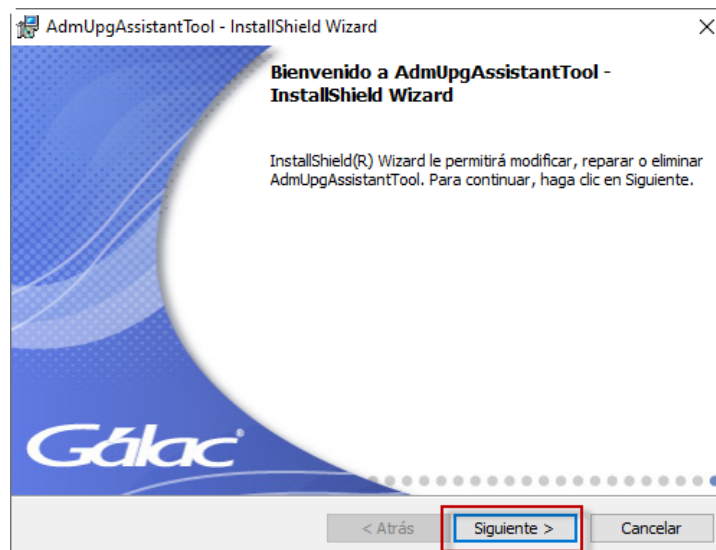 AdmUpgAssistantTool - InstallShield Wizard
Bienvenido a AdmUpgAssistantTool -
InstallShield Wizard
InstallShield(R) Wizard le permitirá modificar, reparar o eliminar
AdmUpgAssistantTool. Para continuar, haga clic en Siguiente.
Gálac®
< Atrás Siguiente > Cancelar